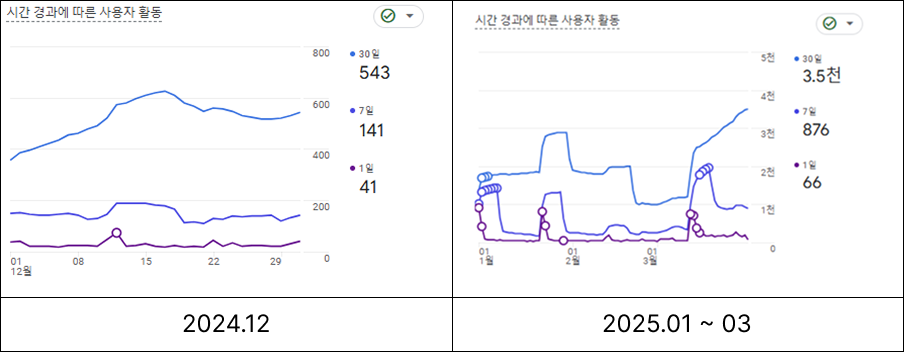 시간 경과에 따른 사용자 활동
800
600
400
200
0
01
12월
08
15
22
29
30일
543
7일
141
1일
41
시간 경과에 따른 사용자 활동
5천
4천
3천
2천
1천
0
01
1월
01
2월
01
3월
30일
3.5천
7일
876
1일
66
2024.12
2025.01 ~ 03